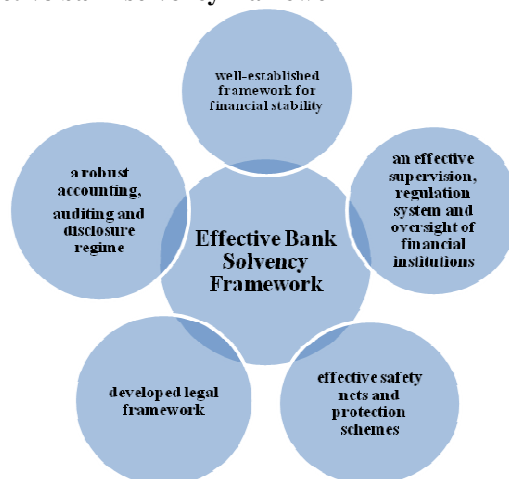 well-established
framework for
financial stability
an effective
supervision,
regulation
system and
oversight of
financial
institutions
a robust
accounting,
auditing and
disclosure
regime
Effective Bank
Solvency
Framework
effective safety
nets and
protection
schemes
developed legal
framework